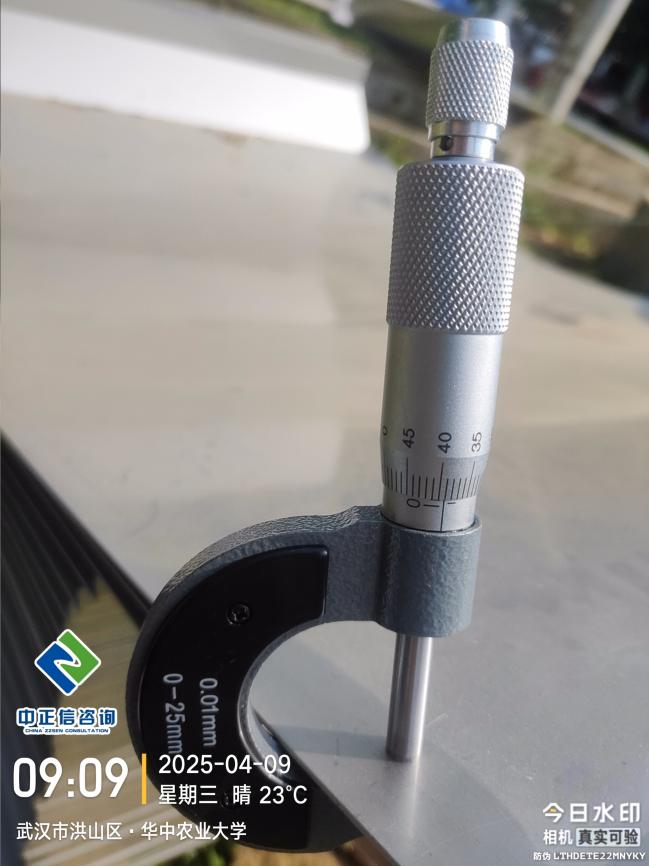 45 40 35
0
0.01mm
0-25mm
中正信咨询
CHINA ZZSEN CONSULTATION
09:09
2025-04-09
星期三 晴 23℃
武汉市洪山区·华中农业大学
今日水印
相机 真实可验
防伪 LTHDETE22MNYKY